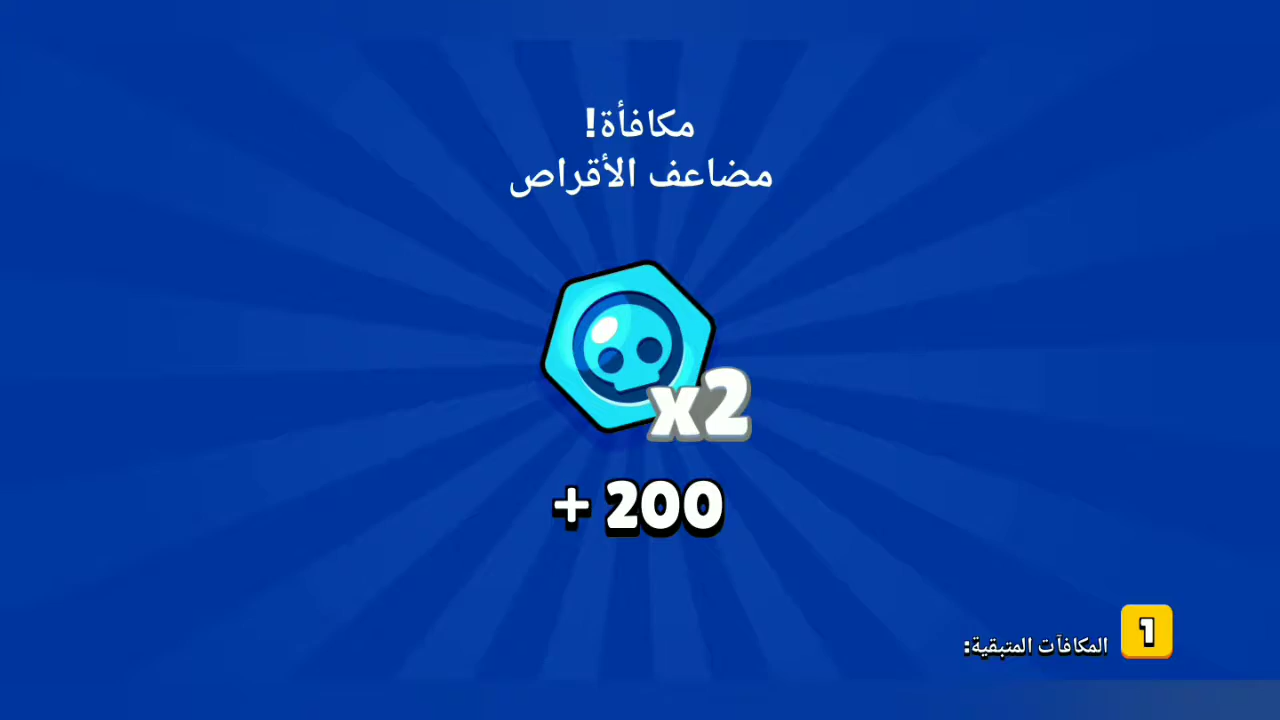 مكافأة!
مضاعف الأقراص
x2
+ 200
المكافآت المتبقية:
1